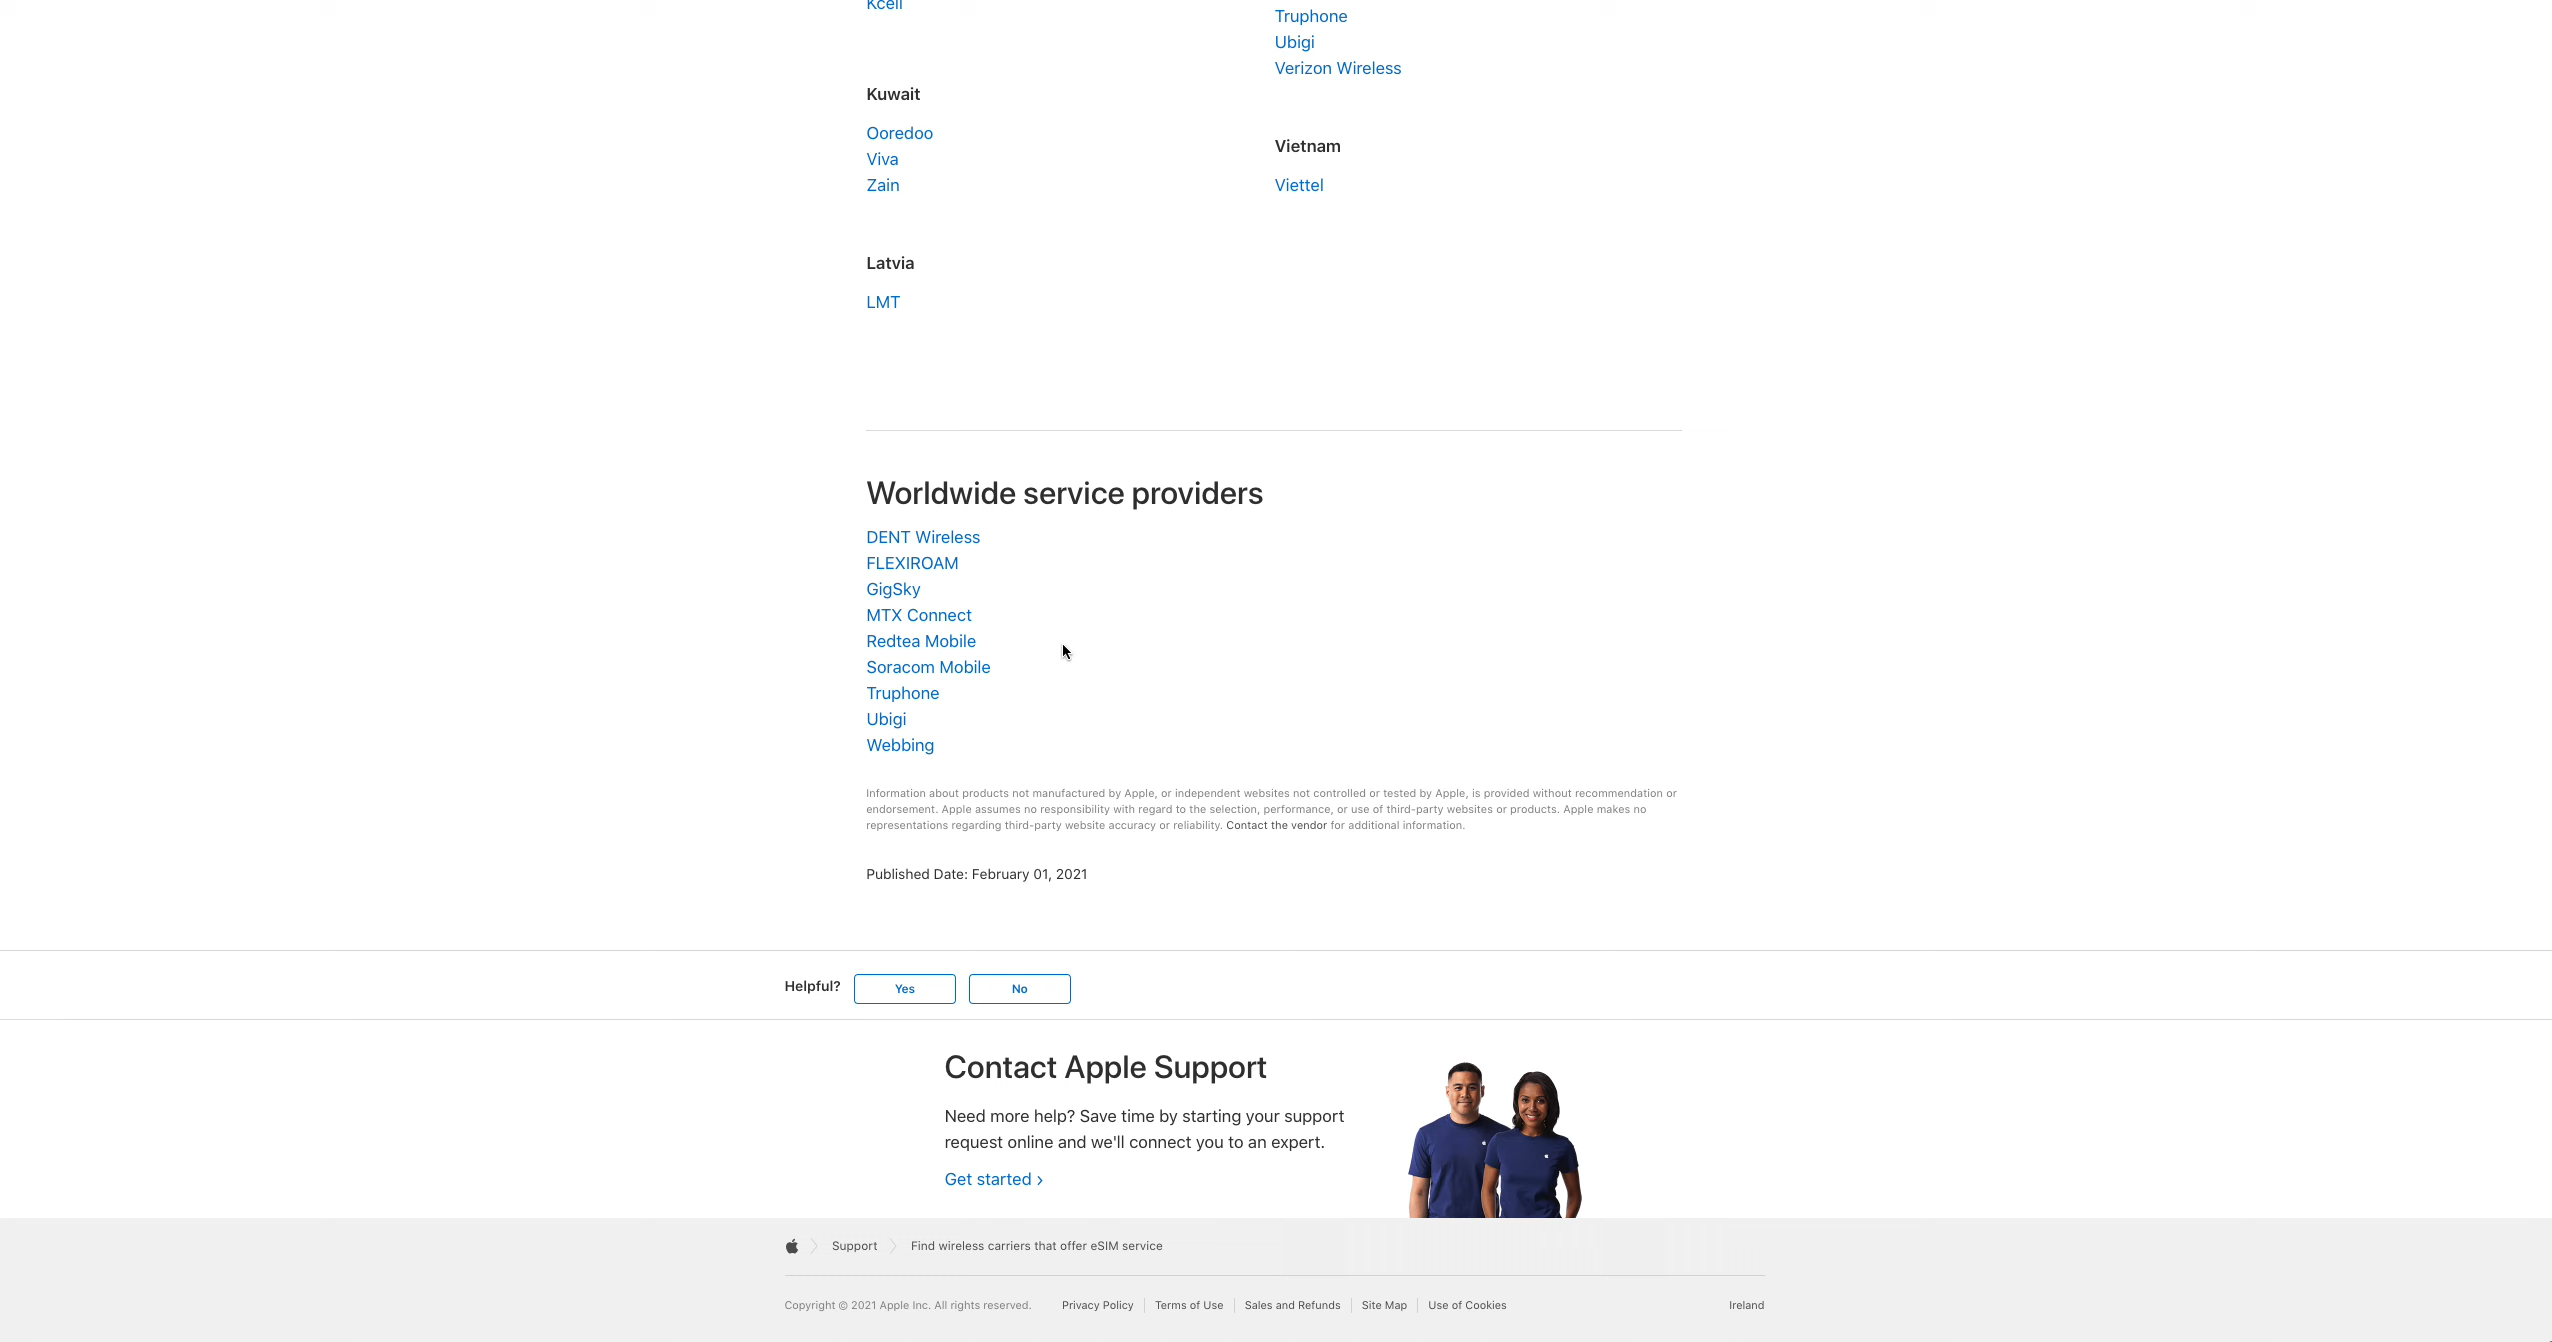 Kcell
Kuwait
Ooredoo
Viva
Zain
Latvia
LMT
Truphone
Ubigi
Verizon Wireless
Vietnam
Viettel
Worldwide service providers
DENT Wireless
FLEXIROAM
GigSky
MTX Connect
Redtea Mobile
Soracom Mobile
Truphone
Ubigi
Webbing
Information about products not manufactured by Apple, or independent websites not controlled or tested by Apple, is provided without recommendation or
endorsement. Apple assumes no responsibility with regard to the selection, performance, or use of third-party websites or products. Apple makes no
representations regarding third-party website accuracy or reliability. Contact the vendor for additional information.
Published Date: February 01, 2021
Helpful? Yes No
Contact Apple Support
Need more help? Save time by starting your support
request online and we'll connect you to an expert.
Get started ›
Support Find wireless carriers that offer eSIM service
Copyright © 2021 Apple Inc. All rights reserved. Privacy Policy Terms of Use Sales and Refunds Site Map Use of Cookies Ireland